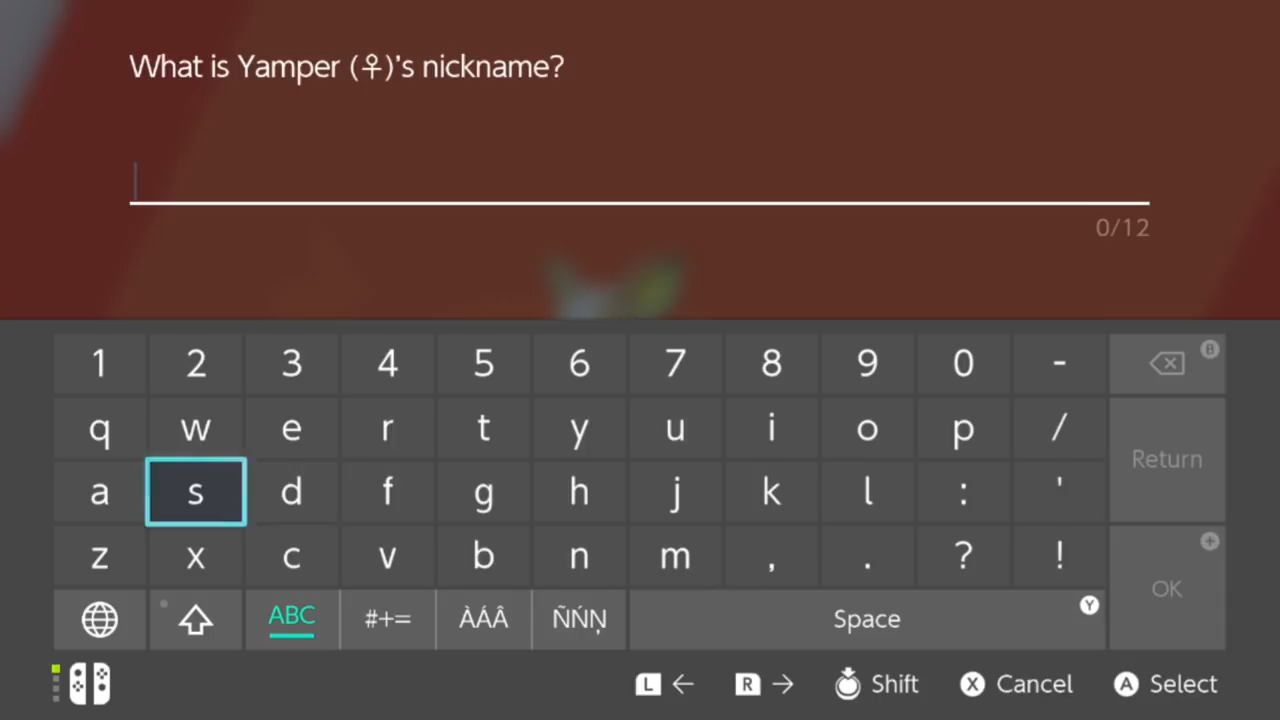 What is Yamper (♀)'s nickname?
0/12
1 2 3 4 5 6 7 8 9 0 - B
q w e r t y u i o p / Return
a s d f g h j k l : '
z x c v b n m , . ? ! + OK
ABC #+= ÀÁÂ ÑŃŅ Space Y
L ← R → Shift X Cancel A Select